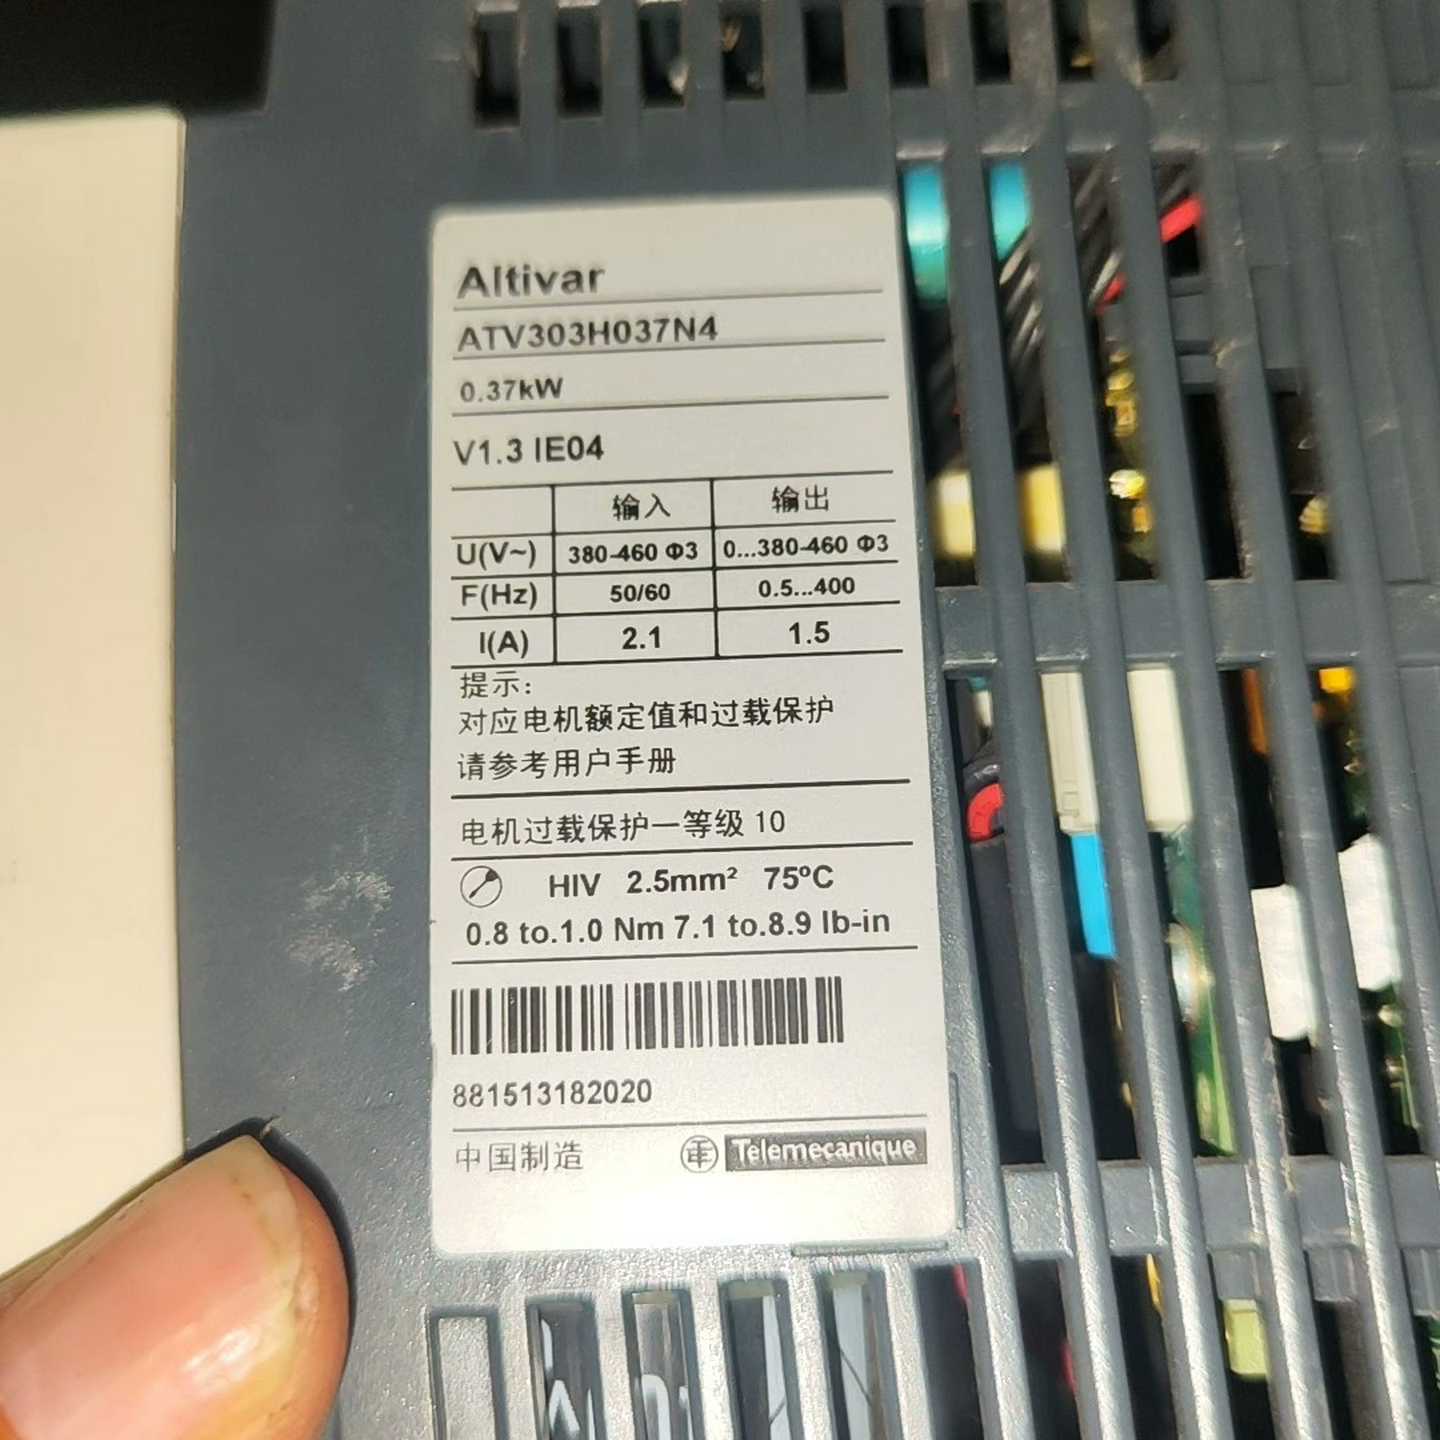 Altivar
ATV303H037N4
0.37kW
V1.3 IE04
输入 输出
U(V~) 380-460 Φ3 0...380-460 Φ3
F(Hz) 50/60 0.5...400
I(A) 2.1 1.5
提示:
对应电机额定值和过载保护
请参考用户手册
电机过载保护一等级 10
HIV 2.5mm² 75ºC
0.8 to.1.0 Nm 7.1 to.8.9 lb-in
881513182020
中国制造 Telemecanique